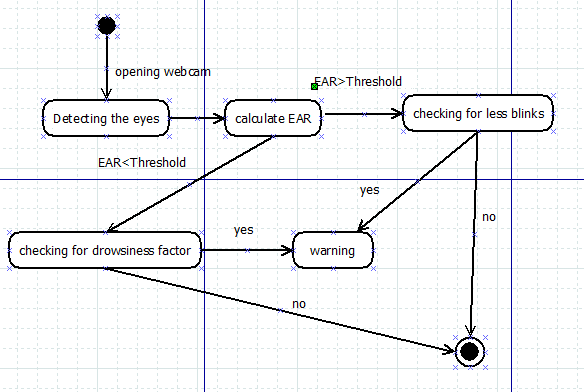 opening webcam
EAR>Threshold
Detecting the eyes
calculate EAR
checking for less blinks
EAR<Threshold
yes
no
yes
checking for drowsiness factor
warning
no